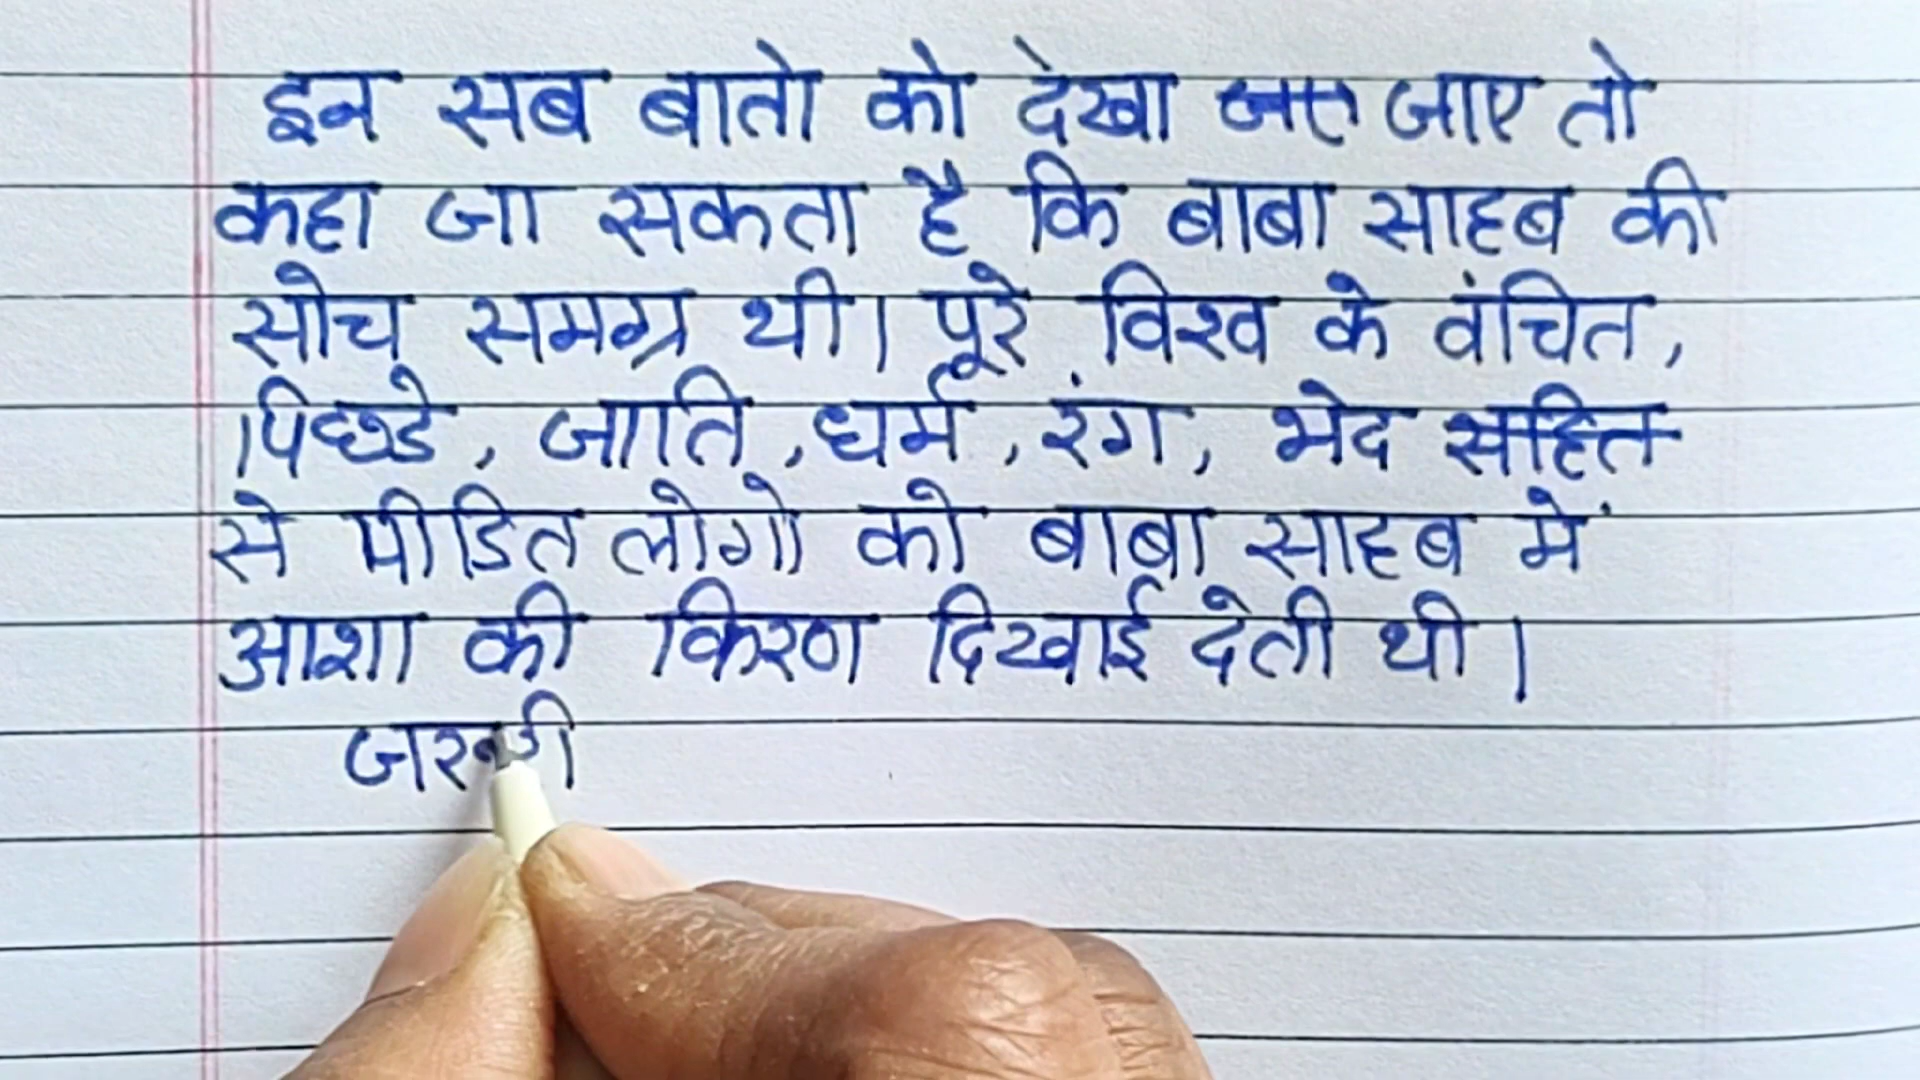 इन सब बातो को देखा जाए तो
कहा जा सकता है कि बाबा साहब की
सोच समग्र थी। पूरे विश्व के वंचित,
पिछडे, जाति, धर्म, रंग, भेद सहित
से पीडित लोगो को बाबा साहब में
आशा की किरण दिखाई देती थी।